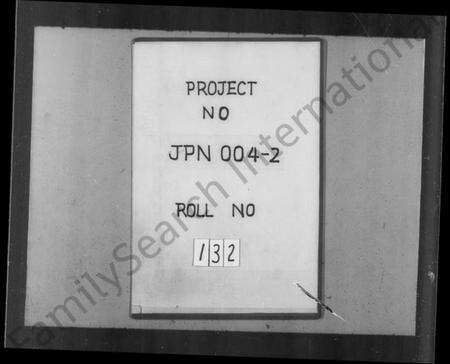 PROJECT
NO
JPN 004-2
ROLL NO
132
FamilySearch International